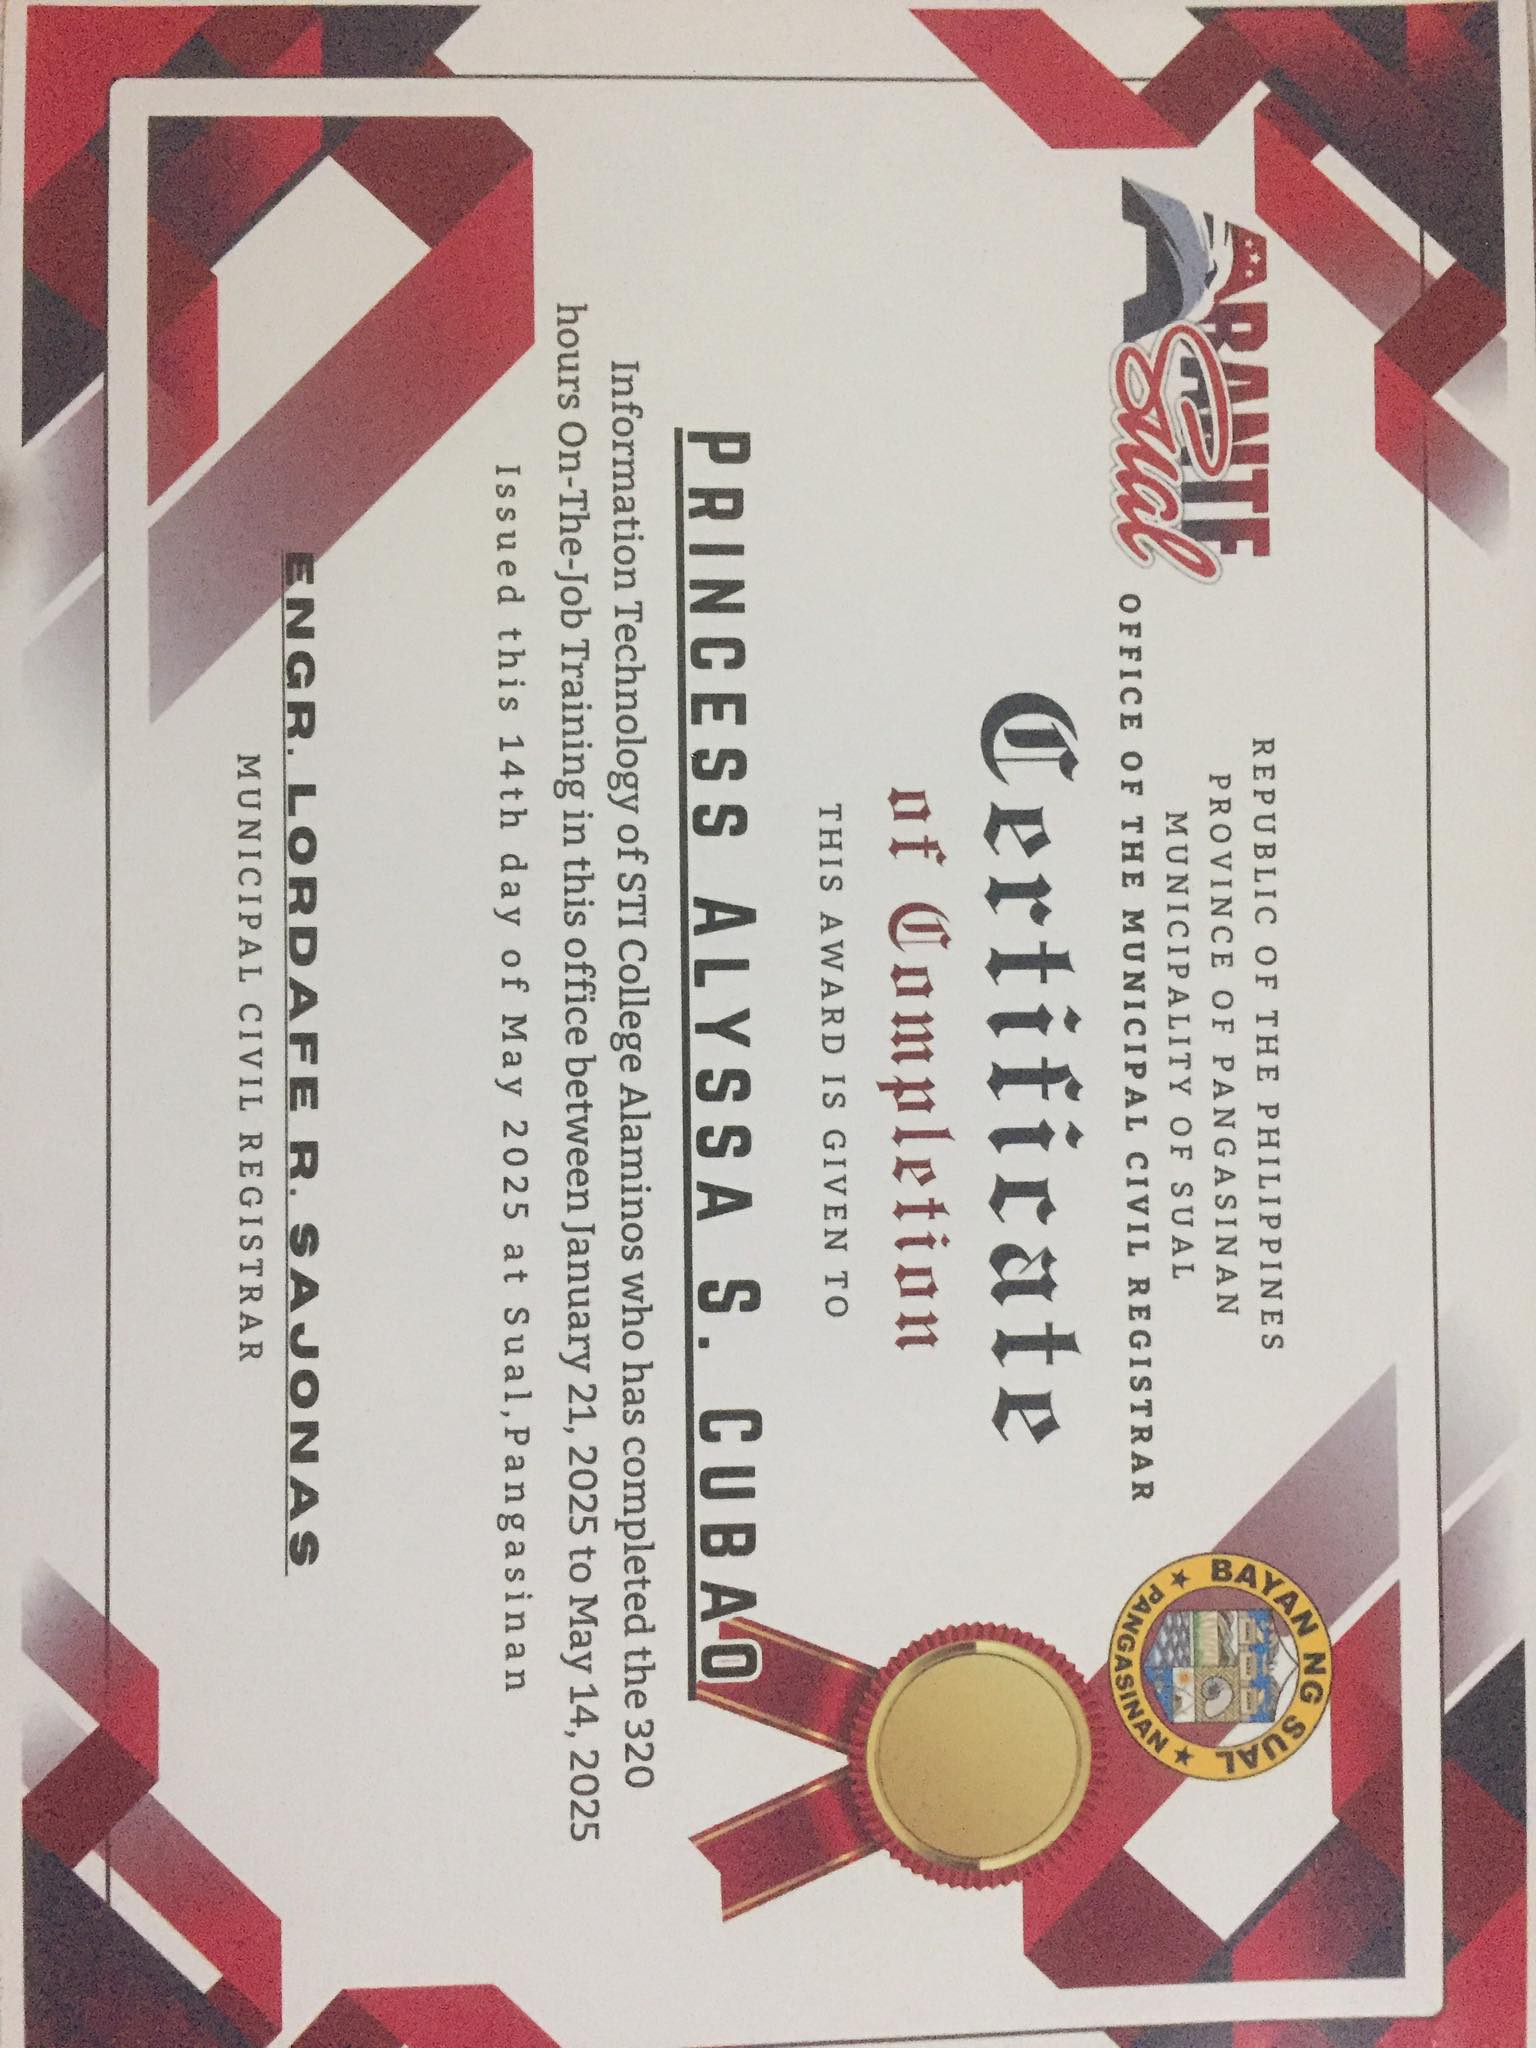 ABANTE
Sual
REPUBLIC OF THE PHILIPPINES
PROVINCE OF PANGASINAN
MUNICIPALITY OF SUAL
OFFICE OF THE MUNICIPAL CIVIL REGISTRAR
BAYAN NG SUAL
PANGASINAN
Certificate
of Completion
THIS AWARD IS GIVEN TO
PRINCESS ALYSSA S. CUBAO
Information Technology of STI College Alaminos who has completed the 320
hours On-The-Job Training in this office between January 21, 2025 to May 14, 2025
Issued this 14th day of May 2025 at Sual,Pangasinan
ENGR. LORDAFE R. SAJONAS
MUNICIPAL CIVIL REGISTRAR